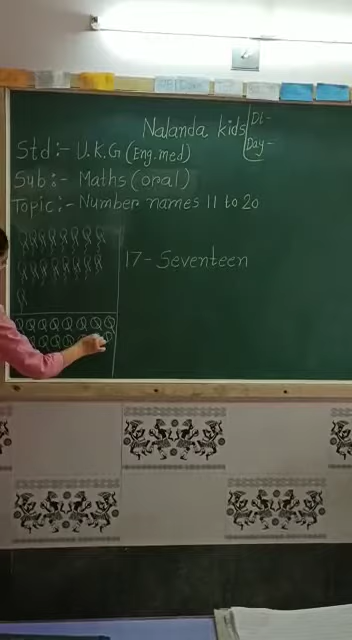 Nalanda kids
Dt-
Day-
Std:- U.K.G (Eng.med)
Sub:- Maths (oral)
Topic:- Number names 11 to 20
17- Seventeen